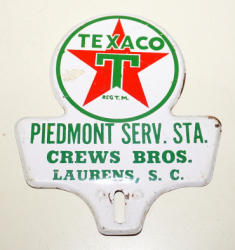 TEXACO
T
REG T.M.
PIEDMONT SERV. STA.
CREWS BROS.
LAURENS, S. C.